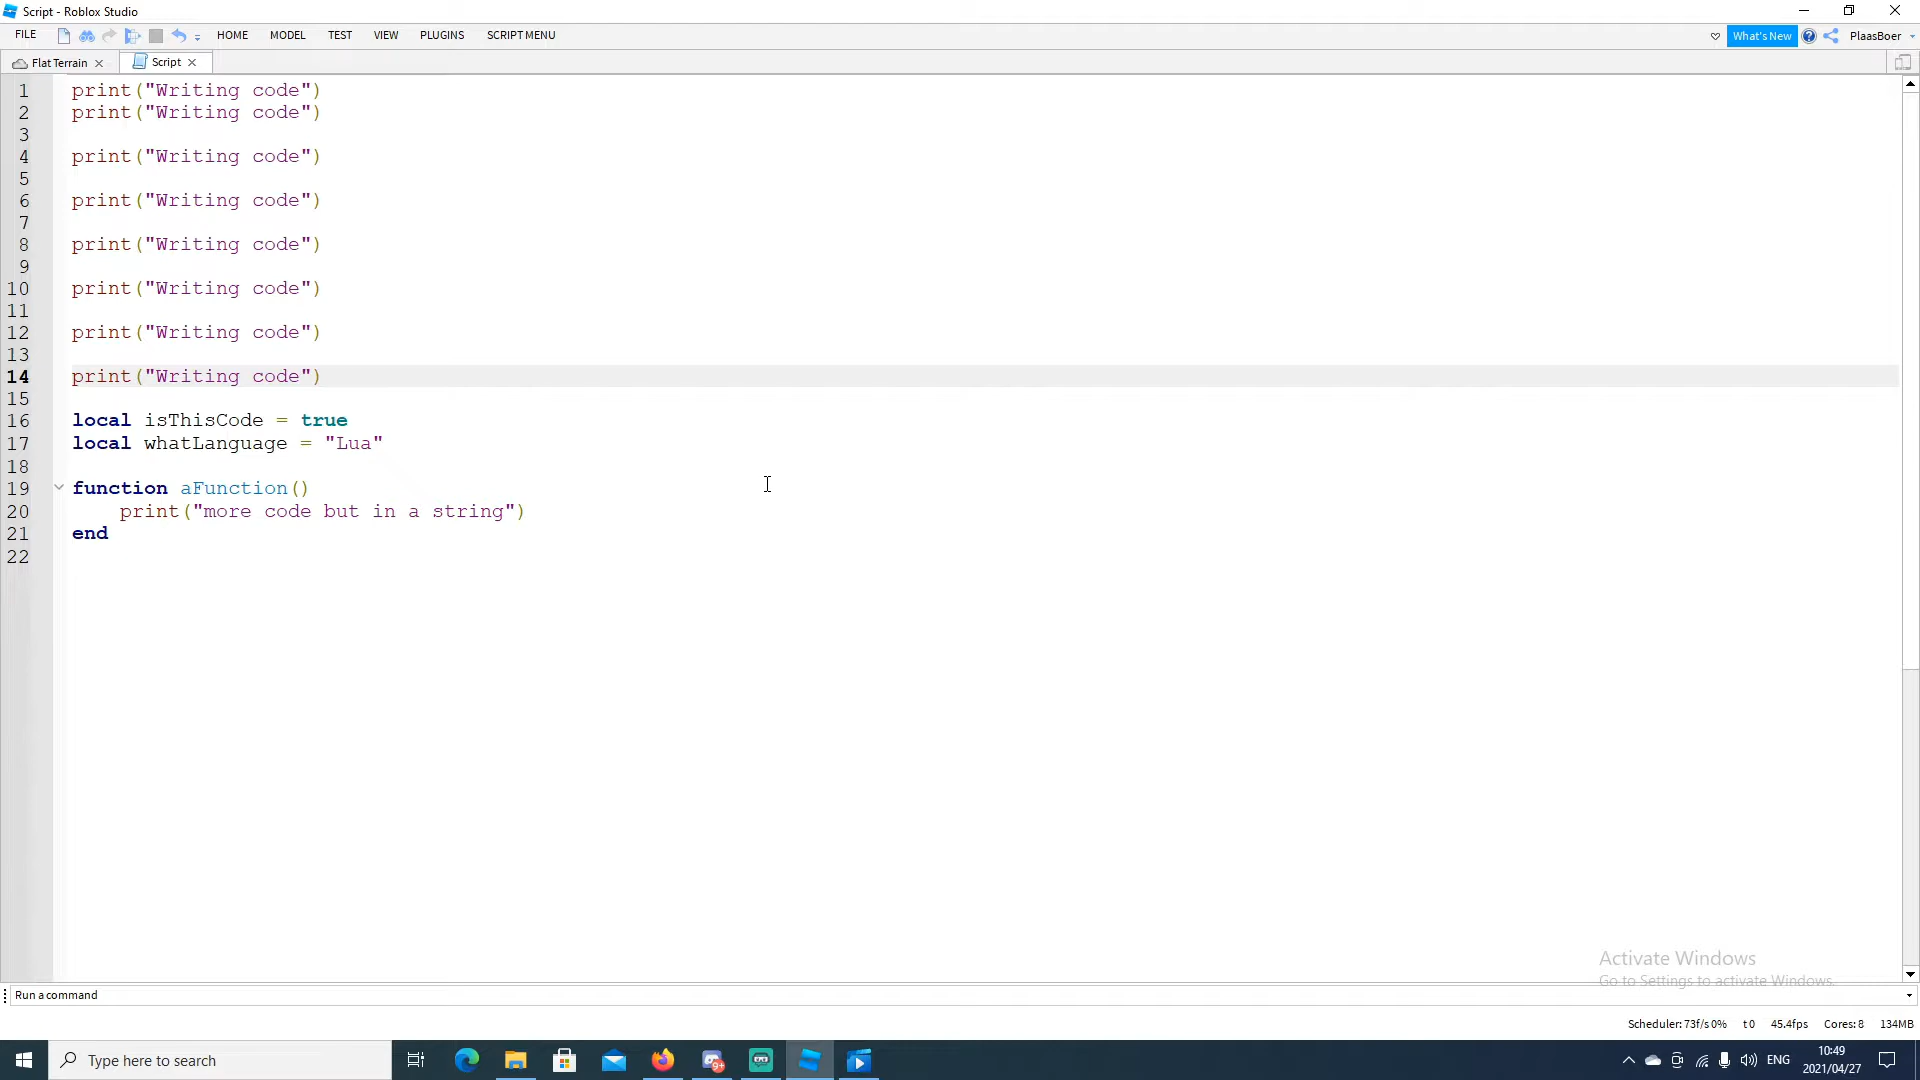 Script - Roblox Studio
FILE HOME MODEL TEST VIEW PLUGINS SCRIPT MENU What's New PlaasBoer
Flat Terrain Script
1 print("Writing code")
2 print("Writing code")
3
4 print("Writing code")
5
6 print("Writing code")
7
8 print("Writing code")
9
10 print("Writing code")
11
12 print("Writing code")
13
14 print("Writing code")
15
16 local isThisCode = true
17 local whatLanguage = "Lua"
18
19 function aFunction()
20 print("more code but in a string")
21 end
22
Activate Windows
Go to Settings to activate Windows.
Run a command
Scheduler: 73f/s 0% t 0 45.4fps Cores: 8 134MB
Type here to search 9+ ENG 10:49
2021/04/27